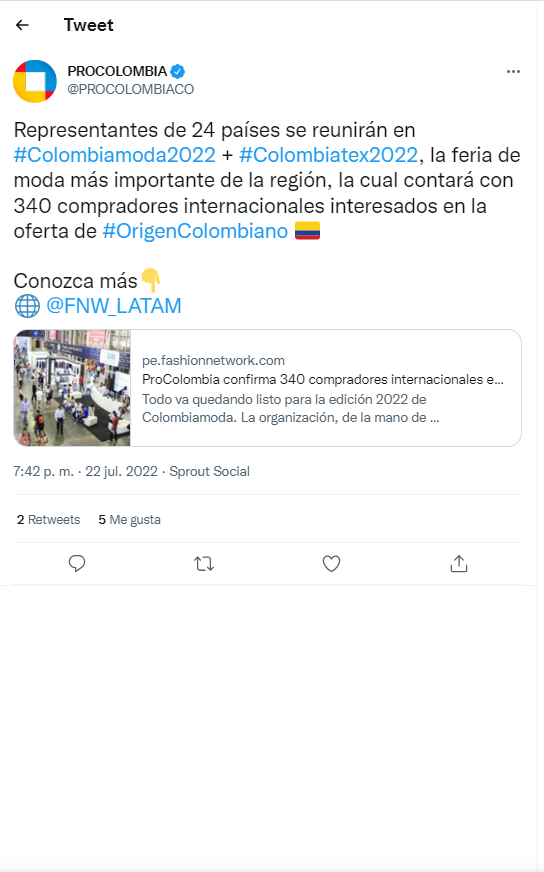 Tweet
PROCOLOMBIA
@PROCOLOMBIACO
Representantes de 24 países se reunirán en
#Colombiamoda2022 + #Colombiatex2022, la feria de
moda más importante de la región, la cual contará con
340 compradores internacionales interesados en la
oferta de #OrigenColombiano 🇨🇴
Conozca más👇
🌐 @FNW_LATAM
pe.fashionnetwork.com
ProColombia confirma 340 compradores internacionales e...
Todo va quedando listo para la edición 2022 de
Colombiamoda. La organización, de la mano de ...
7:42 p. m. · 22 jul. 2022 · Sprout Social
2 Retweets 5 Me gusta